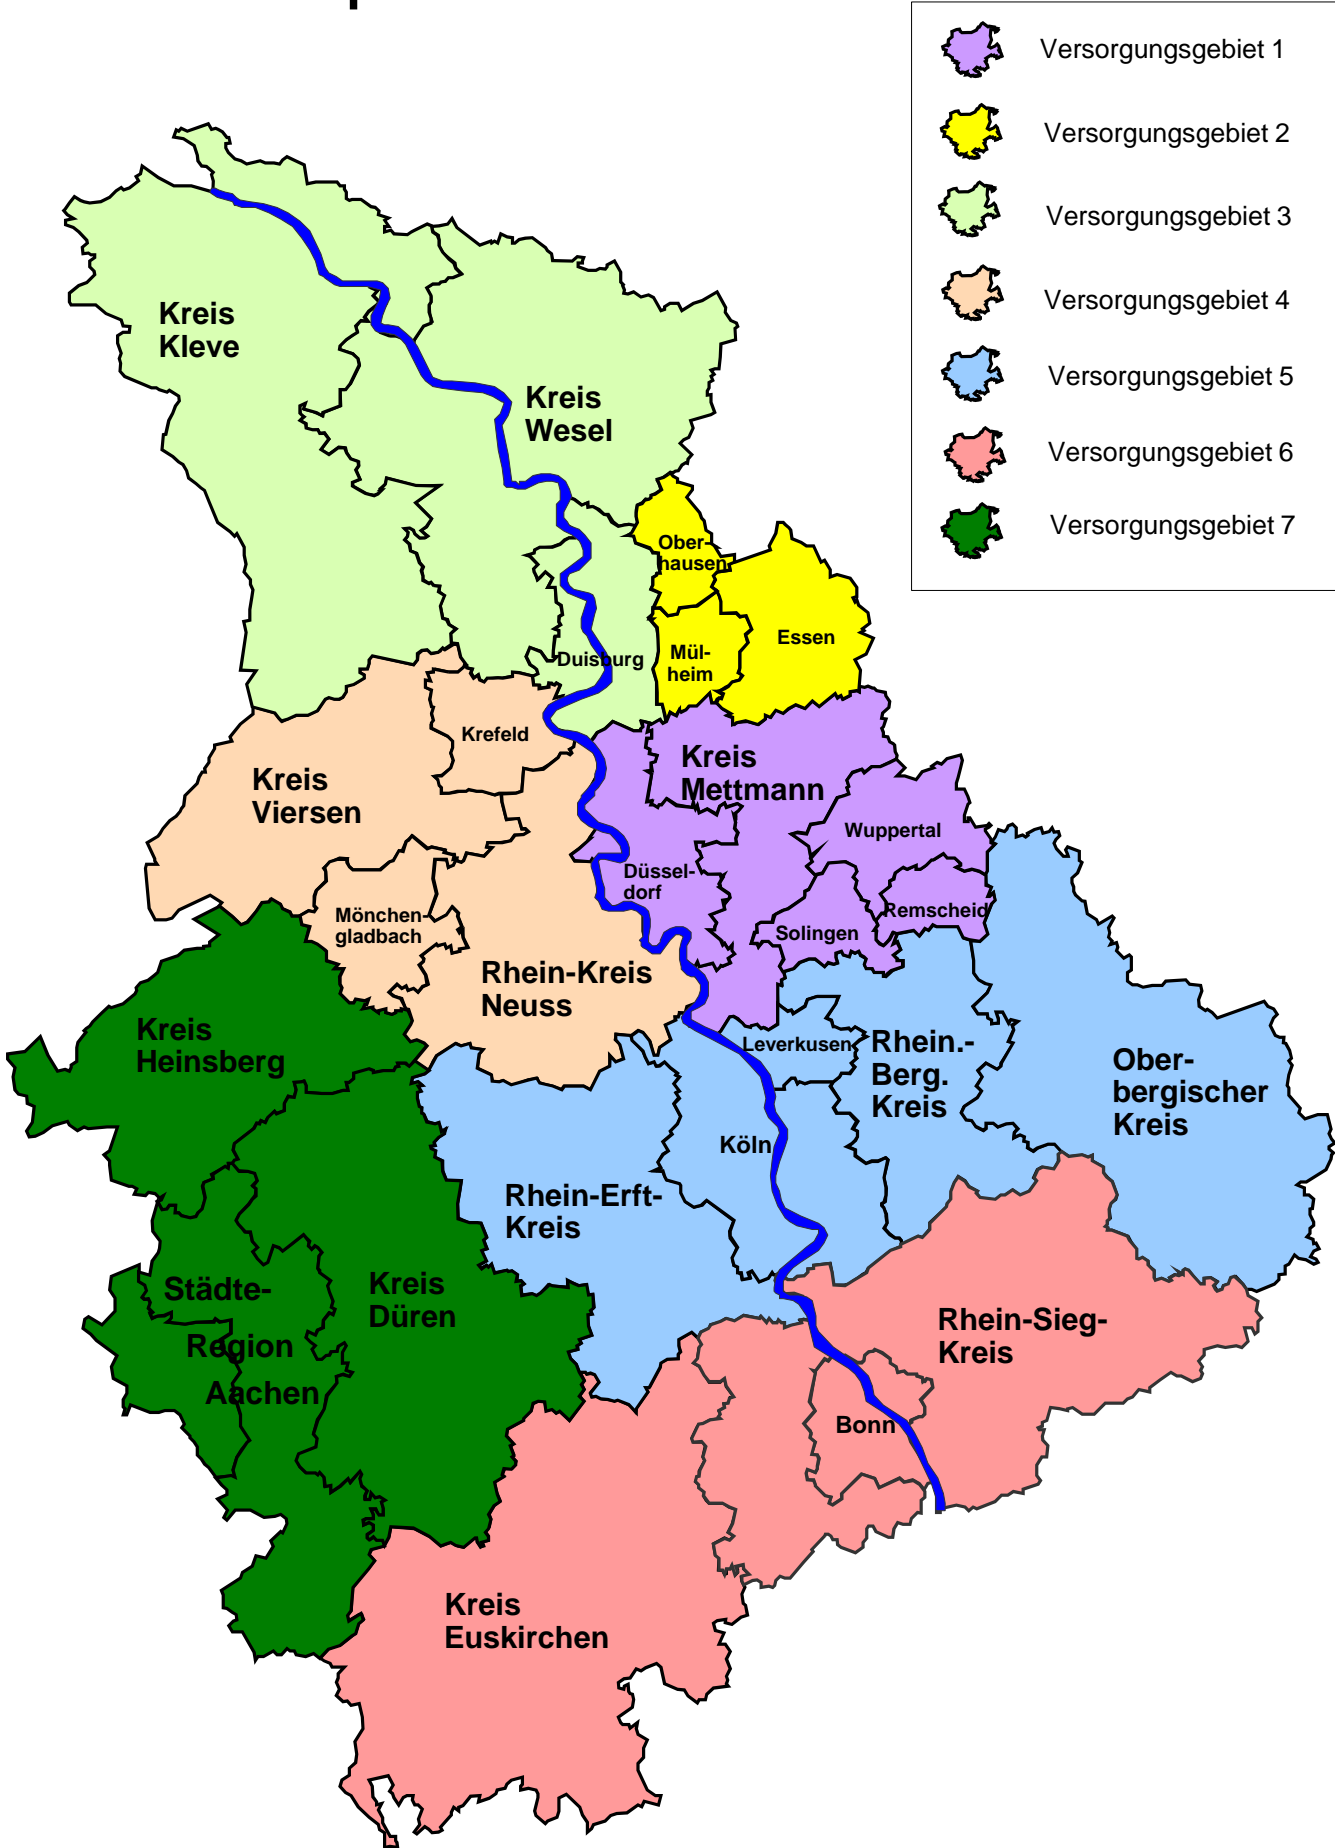 Versorgungsgebiet 1
Versorgungsgebiet 2
Versorgungsgebiet 3
Versorgungsgebiet 4
Versorgungsgebiet 5
Versorgungsgebiet 6
Versorgungsgebiet 7
Kreis
Kleve
Kreis
Wesel
Ober-
hausen
Essen
Mül-
heim
Duisburg
Krefeld
Kreis
Viersen
Kreis
Mettmann
Wuppertal
Düssel-
dorf
Remscheid
Solingen
Mönchen-
gladbach
Rhein-Kreis
Neuss
Kreis
Heinsberg
Leverkusen
Rhein.-
Berg.
Kreis
Ober-
bergischer
Kreis
Köln
Rhein-Erft-
Kreis
Städte-
Region
Aachen
Kreis
Düren
Rhein-Sieg-
Kreis
Bonn
Kreis
Euskirchen